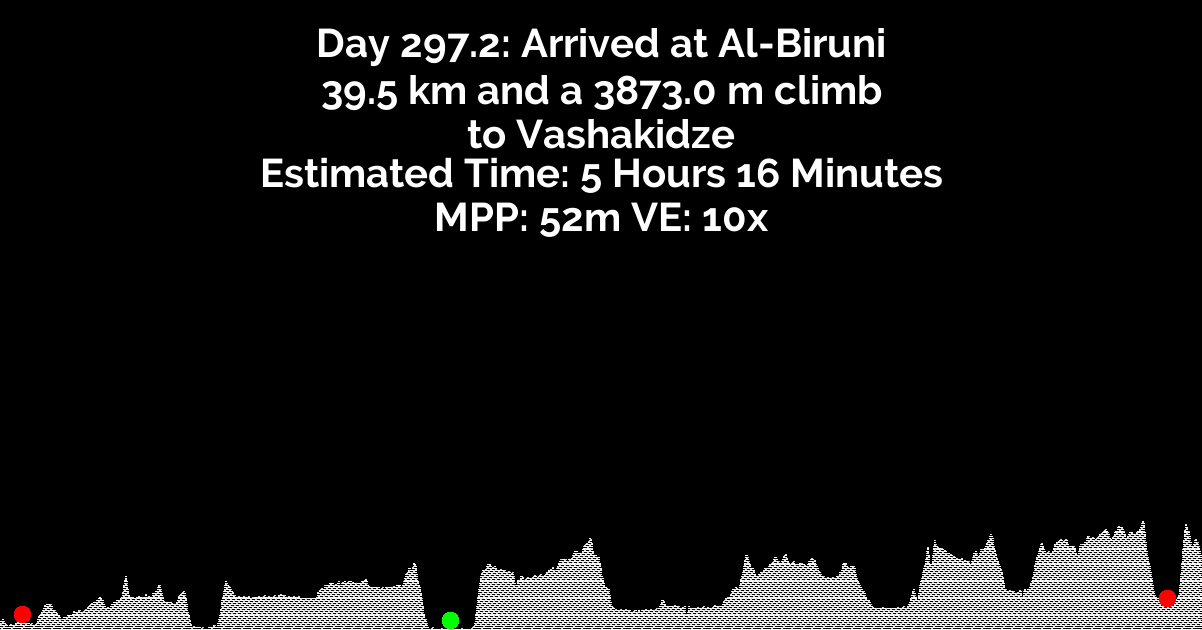 Day 297.2: Arrived at Al-Biruni
39.5 km and a 3873.0 m climb
to Vashakidze
Estimated Time: 5 Hours 16 Minutes
MPP: 52m VE: 10x